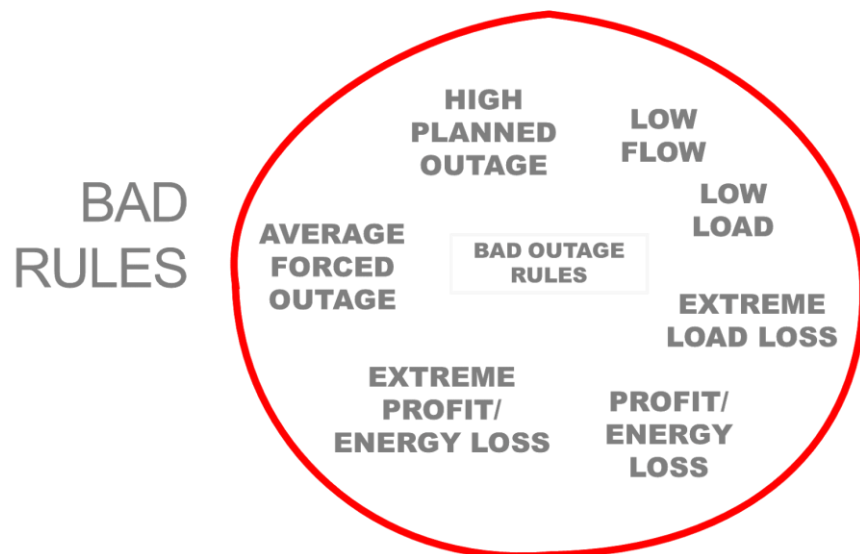 BAD
RULES
HIGH
PLANNED
OUTAGE
LOW
FLOW
LOW
LOAD
AVERAGE
FORCED
OUTAGE
BAD OUTAGE
RULES
EXTREME
LOAD LOSS
EXTREME
PROFIT/
ENERGY LOSS
PROFIT/
ENERGY
LOSS